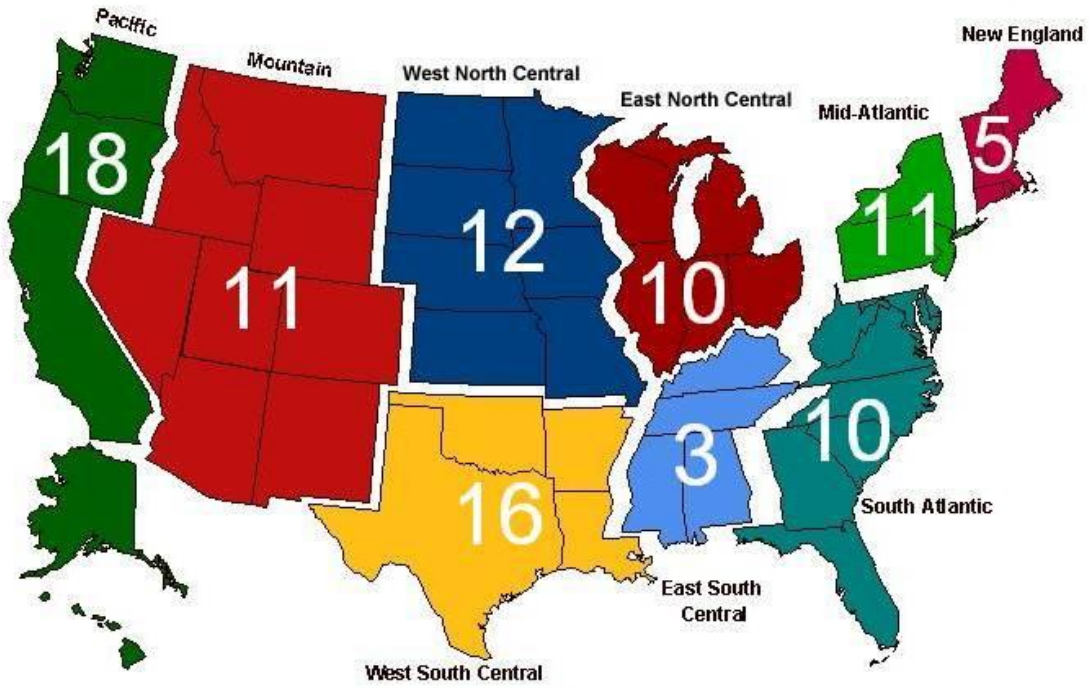 Pacific
Mountain
West North Central
East North Central
New England
Mid-Atlantic
18
11
12
10
11
5
16
3
10
South Atlantic
East South
Central
West South Central